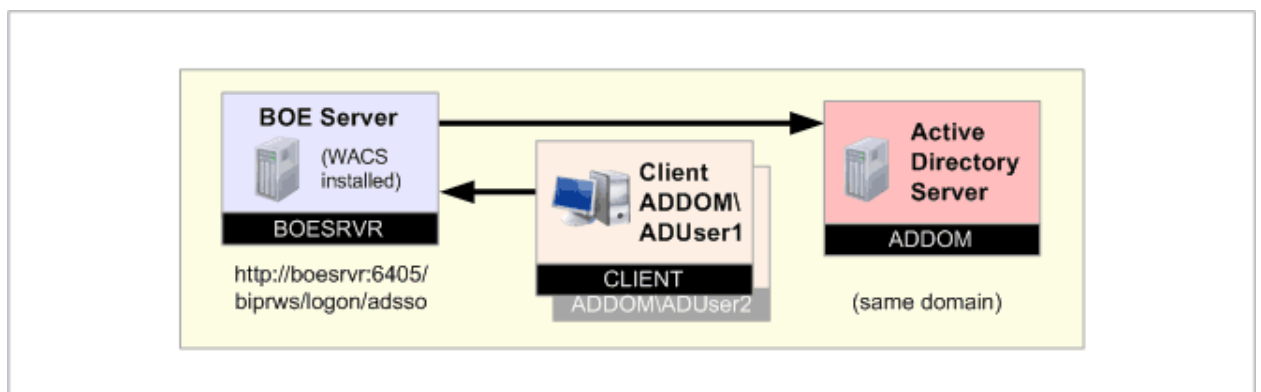 BOE Server
(WACS
installed)
BOESRVR
http://boesrvr:6405/
biprws/logon/adsso
Client
ADDOM\
ADUser1
CLIENT
ADDOM\ADUser2
Active
Directory
Server
ADDOM
(same domain)